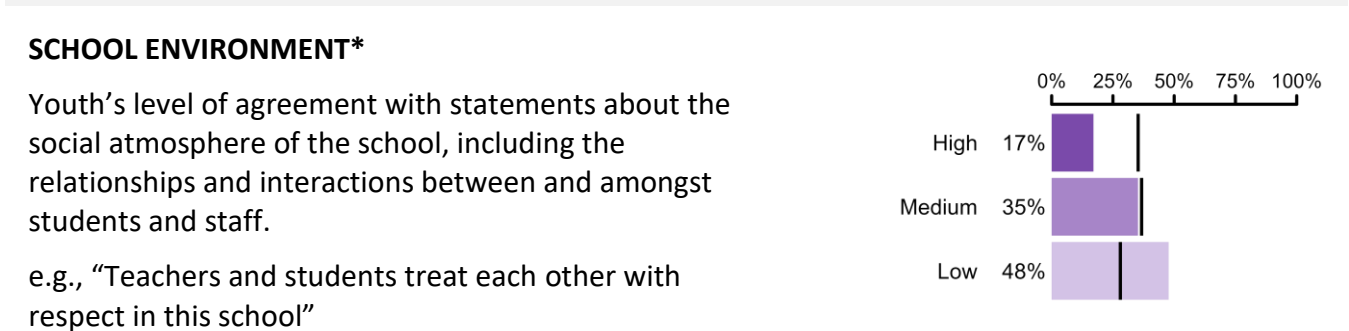 SCHOOL ENVIRONMENT*
Youth’s level of agreement with statements about the
social atmosphere of the school, including the
relationships and interactions between and amongst
students and staff.
e.g., “Teachers and students treat each other with
respect in this school”
0% 25% 50% 75% 100%
High 17%
Medium 35%
Low 48%